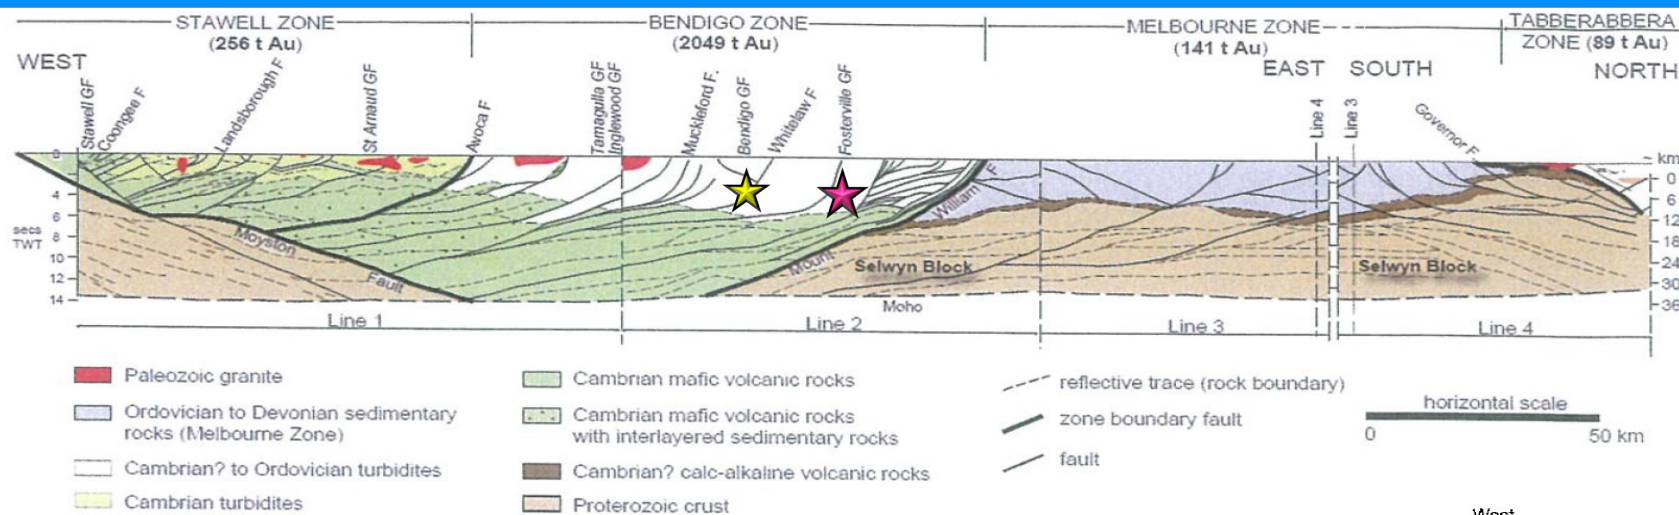 STAWELL ZONE
(256 t Au)
BENDIGO ZONE
(2049 t Au)
MELBOURNE ZONE
(141 t Au)
TABBERABBERA
ZONE (89 t Au)
WEST
EAST
SOUTH
NORTH
Stawell GF
Coongee F
Landsborough F
St Arnaud GF
Avoca F
Tarnagulla GF
Inglewood GF
Muckleford F.
Bendigo GF
Whitelaw F
Fosterville GF
Line 4
Line 3
Governor F
0
4
6
8
10
12
14
secs
TWT
~ km
0
6
12
18
24
30
36
Moyston
Fault
Mount
William F
Selwyn Block
Selwyn Block
Moho
Line 1
Line 2
Line 3
Line 4
Paleozoic granite
Ordovician to Devonian sedimentary
rocks (Melbourne Zone)
Cambrian? to Ordovician turbidites
Cambrian turbidites
Cambrian mafic volcanic rocks
Cambrian mafic volcanic rocks
with interlayered sedimentary rocks
Cambrian? calc-alkaline volcanic rocks
Proterozoic crust
reflective trace (rock boundary)
zone boundary fault
fault
horizontal scale
0
50 km